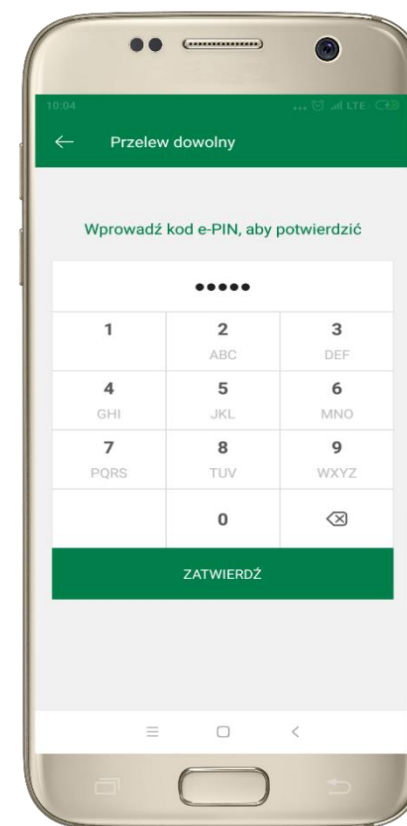 10:04
... LTE
Przelew dowolny
Wprowadź kod e-PIN, aby potwierdzić
•••••
1 2 3
ABC DEF
4 5 6
GHI JKL MNO
7 8 9
PQRS TUV WXYZ
0
ZATWIERDŹ